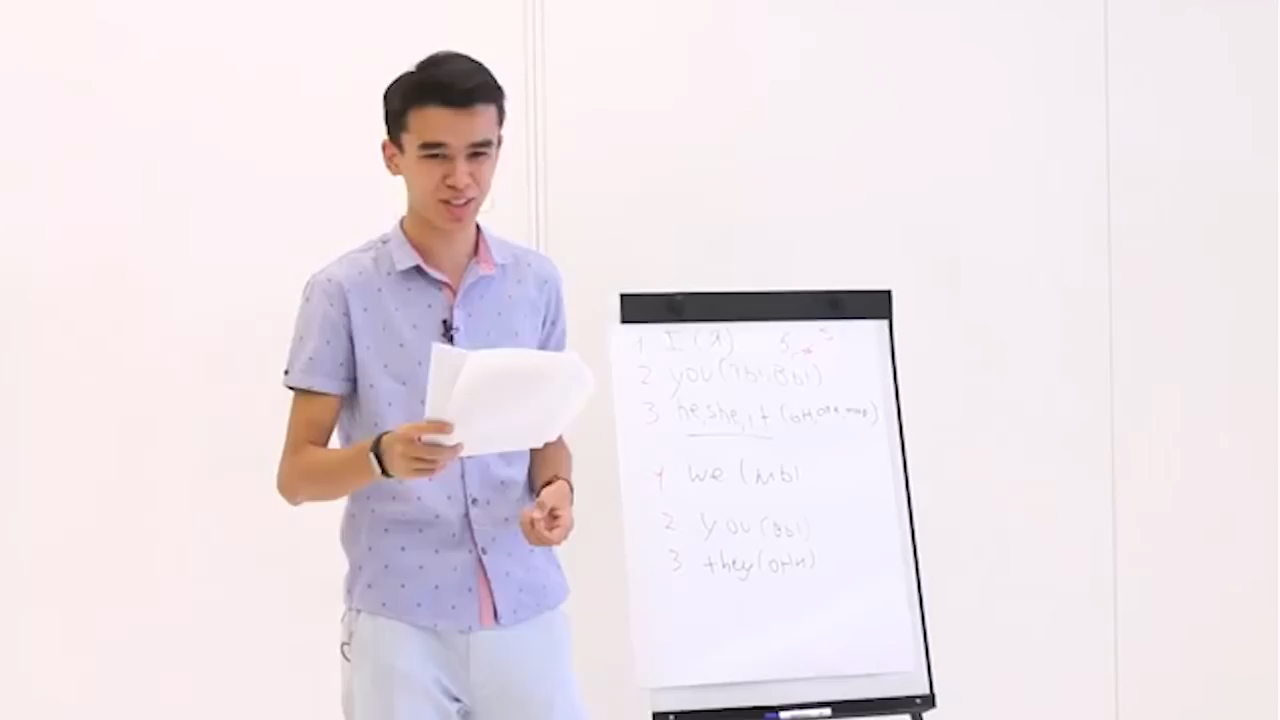 1 I (Я) S → S
2 you (Ты, Вы)
3 he, she, it (он, она, оно)
1 we (мы
2 you (вы)
3 they (они)